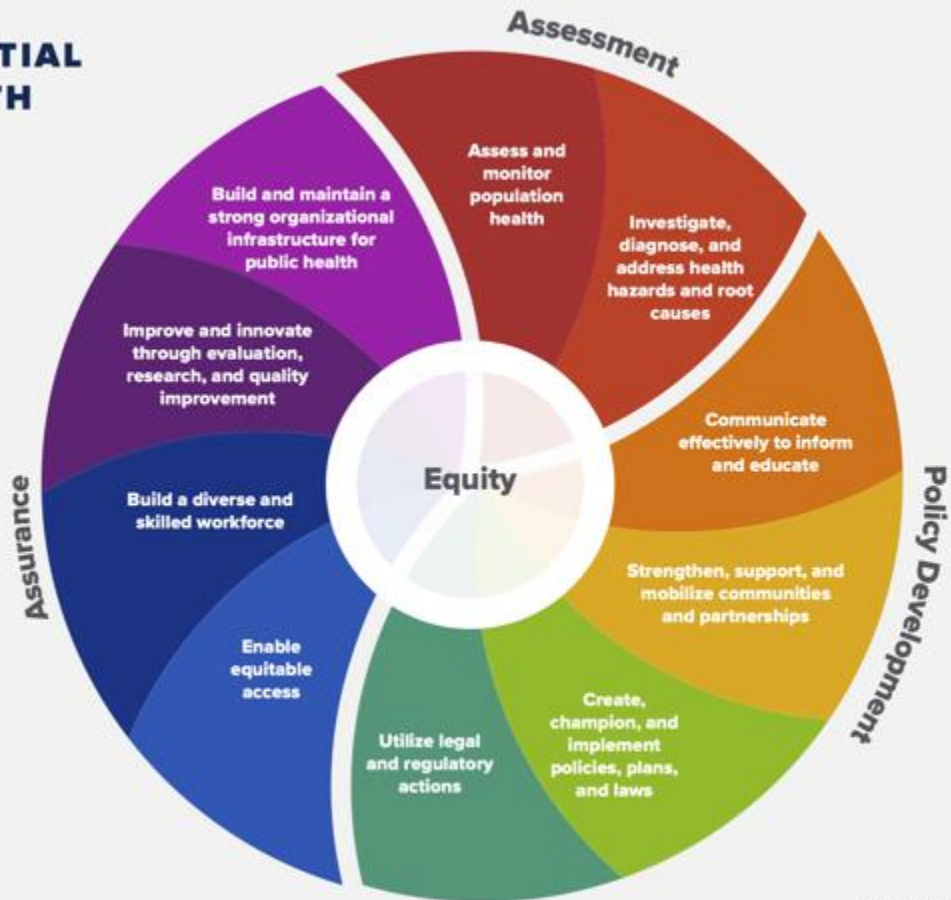 Assessment
Assess and
monitor
population
health
Investigate,
diagnose, and
address health
hazards and root
causes
Policy Development
Communicate
effectively to inform
and educate
Strengthen, support, and
mobilize communities
and partnerships
Create,
champion, and
implement
policies, plans,
and laws
Utilize legal
and regulatory
actions
Assurance
Enable
equitable
access
Build a diverse and
skilled workforce
Improve and innovate
through evaluation,
research, and quality
improvement
Build and maintain a
strong organizational
infrastructure for
public health
Equity